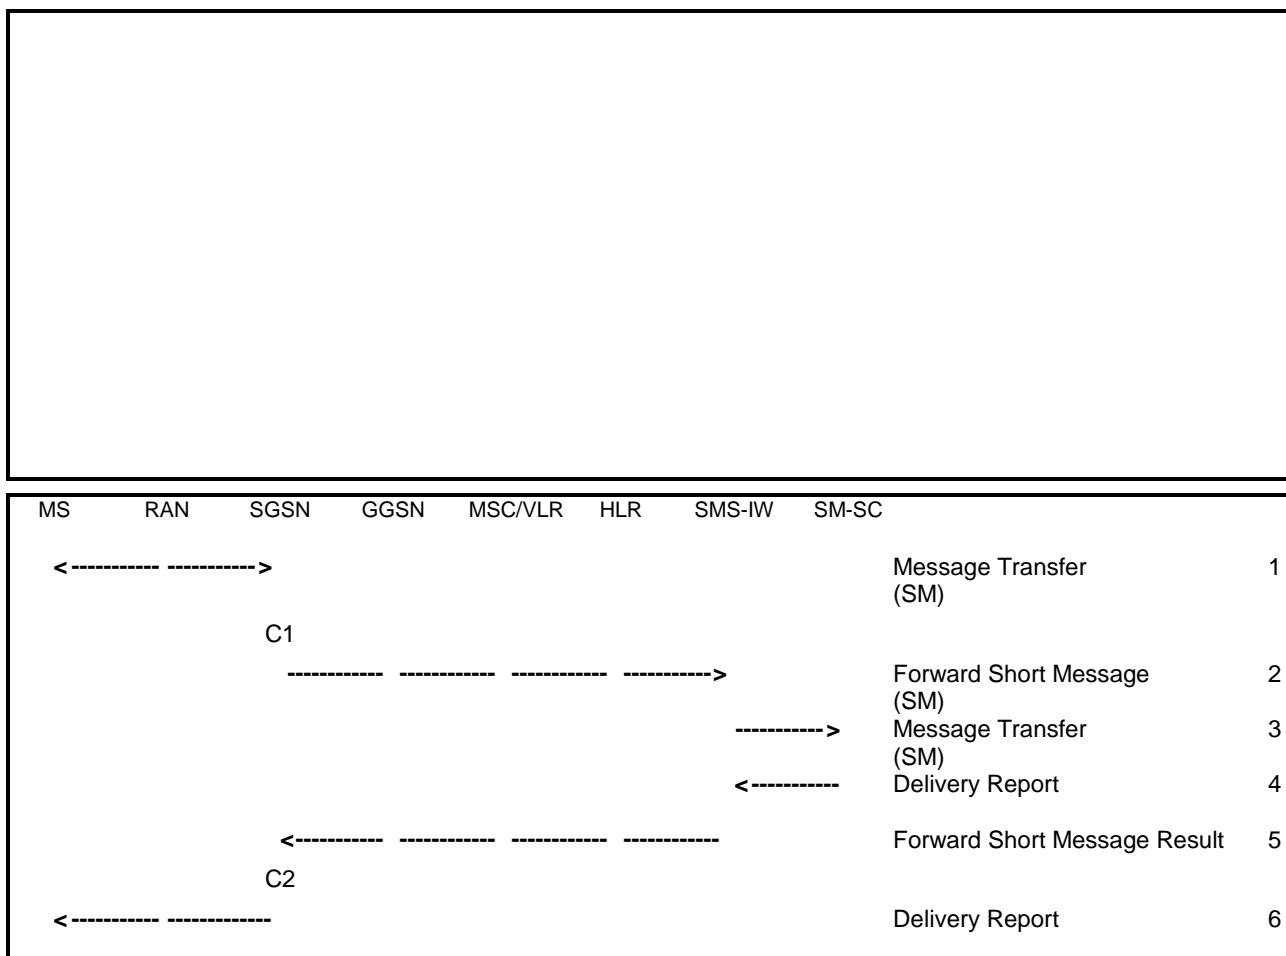 MS RAN SGSN GGSN MSC/VLR HLR SMS-IW SM-SC
<----------- -----------> Message Transfer 1
(SM)
C1
------------ ------------ ------------ -----------> Forward Short Message 2
(SM)
-----------> Message Transfer 3
(SM)
<----------- Delivery Report 4
<----------- ------------ ------------ ------------ Forward Short Message Result 5
C2
<----------- ------------- Delivery Report 6